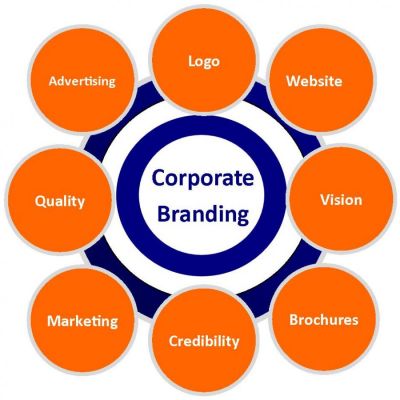 Logo
Advertising
Website
Corporate
Branding
Quality
Vision
Marketing
Brochures
Credibility